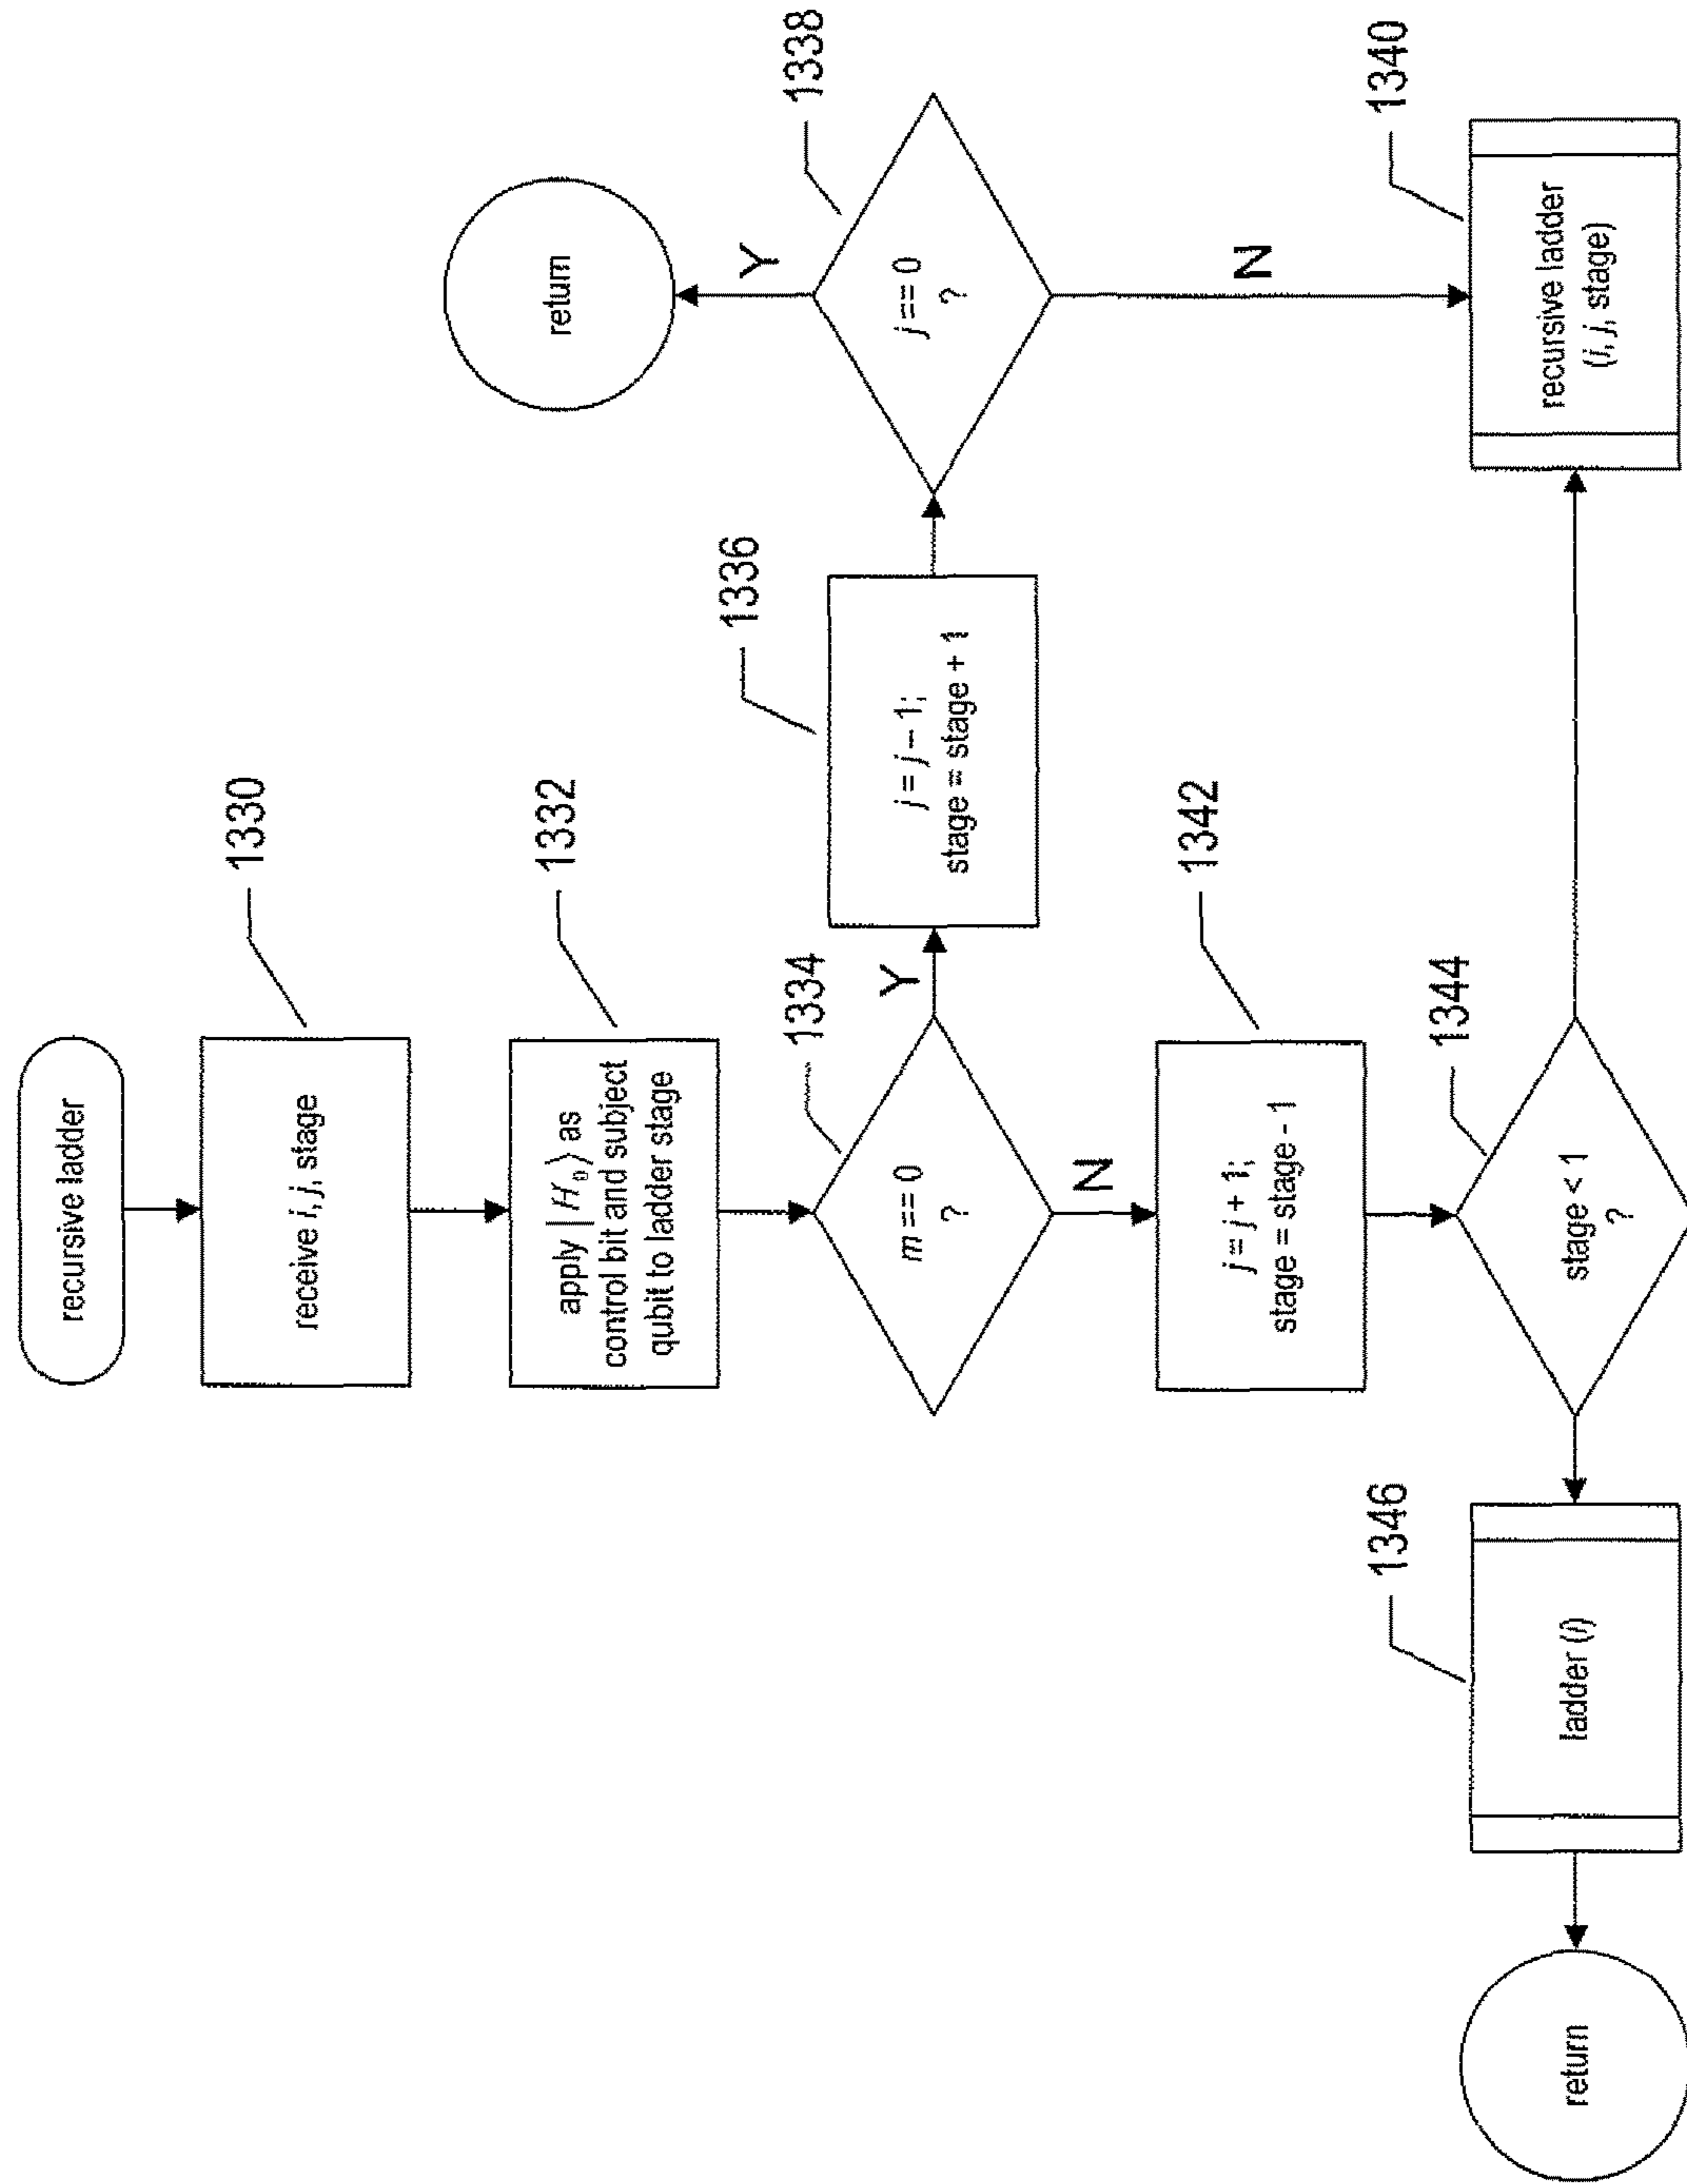 recursive ladder
1330
receive i, j, stage
1332
apply | H₀ ⟩ as
control bit and subject
qubit to ladder stage
1334
m == 0
?
Y
N
1336
j = j – 1;
stage = stage + 1
1338
j == 0
?
Y
N
return
1340
recursive ladder
(i, j, stage)
1342
j = j + 1;
stage = stage - 1
1344
stage < 1
?
1346
ladder (i)
return